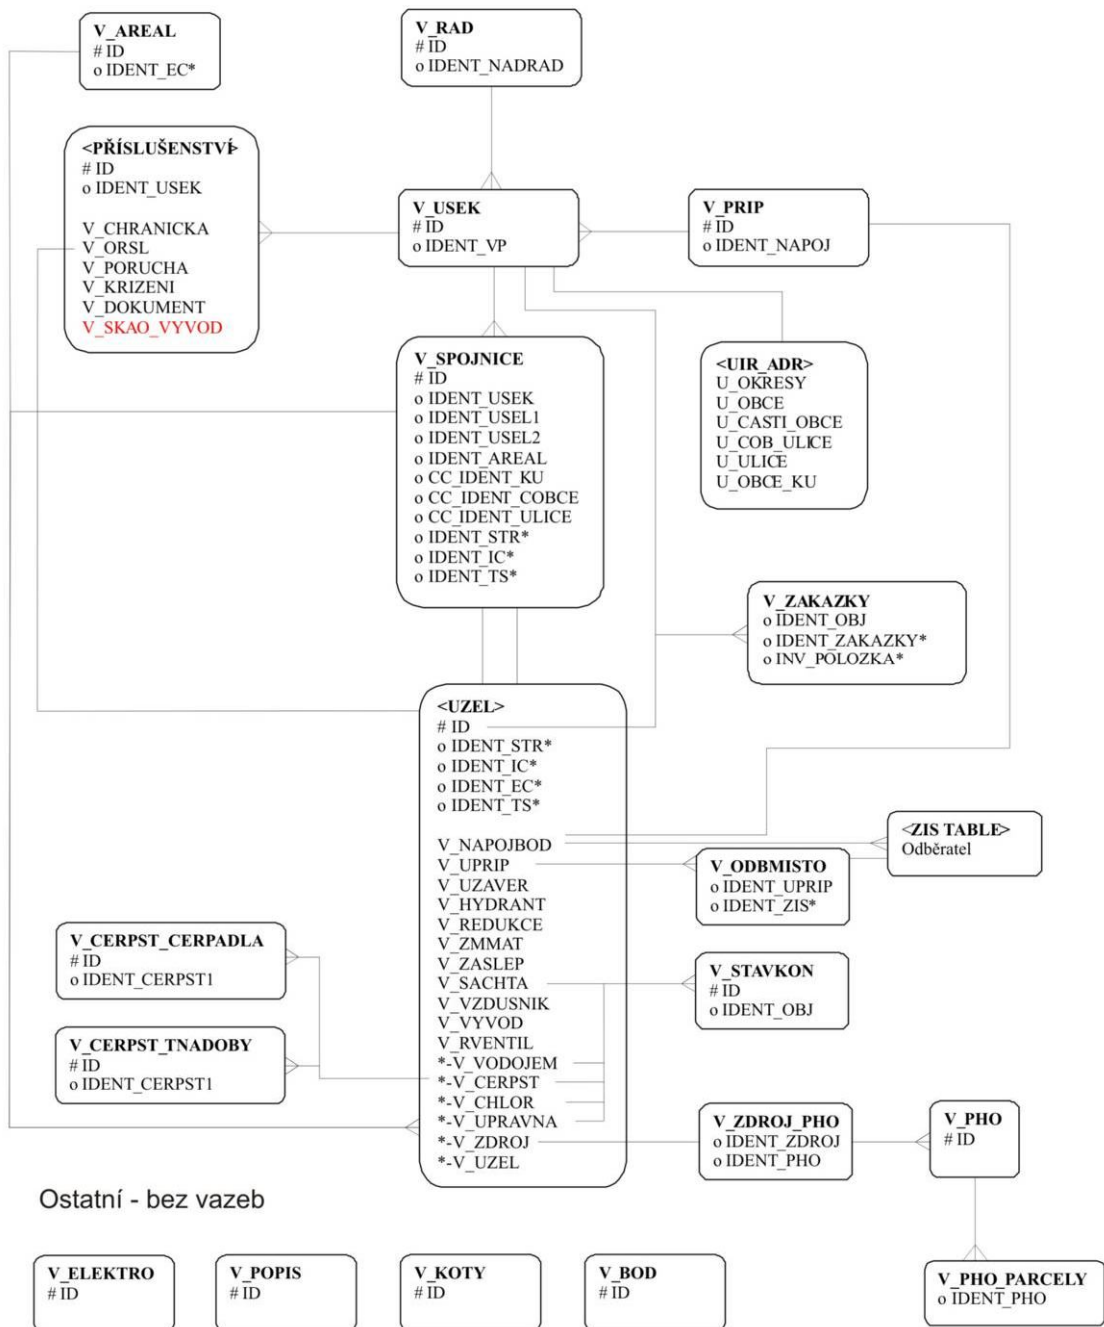 V_AREAL
# ID
o IDENT_EC*
V_RAD
# ID
o IDENT_NADRAD
<PŘÍSLUŠENSTVÍ>
# ID
o IDENT_USEK
V_CHRANICKA
V_ORSL
V_PORUCHA
V_KRIZENI
V_DOKUMENT
V_SKAO_VYVOD
V_USEK
# ID
o IDENT_VP
V_PRIP
# ID
o IDENT_NAPOJ
V_SPOJNICE
# ID
o IDENT_USEK
o IDENT_USEL1
o IDENT_USEL2
o IDENT_AREAL
o CC_IDENT_KU
o CC_IDENT_COBCE
o CC_IDENT_ULICE
o IDENT_STR*
o IDENT_IC*
o IDENT_TS*
<UIR_ADR>
U_OKRESY
U_OBCE
U_CASTI_OBCE
U_COB_ULICE
U_ULICE
U_OBCE_KU
V_ZAKAZKY
o IDENT_OBJ
o IDENT_ZAKAZKY*
o INV_POLOZKA*
<UZEL>
# ID
o IDENT_STR*
o IDENT_IC*
o IDENT_EC*
o IDENT_TS*
V_NAPOJBOD
V_UPRIP
V_UZAVER
V_HYDRANT
V_REDUKCE
V_ZMMAT
V_ZASLEP
V_SACHTA
V_VZDUSNIK
V_VYVOD
V_RVENTIL
*-V_VODOJEM
*-V_CERPST
*-V_CHLOR
*-V_UPRAVNA
*-V_ZDROJ
*-V_UZEL
<ZIS TABLE>
Odběratel
V_ODBMISTO
o IDENT_UPRIP
o IDENT_ZIS*
V_CERPST_CERPADLA
# ID
o IDENT_CERPST1
V_STAVKON
# ID
o IDENT_OBJ
V_CERPST_TNADOBY
# ID
o IDENT_CERPST1
V_ZDROJ_PHO
o IDENT_ZDROJ
o IDENT_PHO
V_PHO
# ID
Ostatní - bez vazeb
V_ELEKTRO
# ID
V_POPIS
# ID
V_KOTY
# ID
V_BOD
# ID
V_PHO_PARCELY
o IDENT_PHO